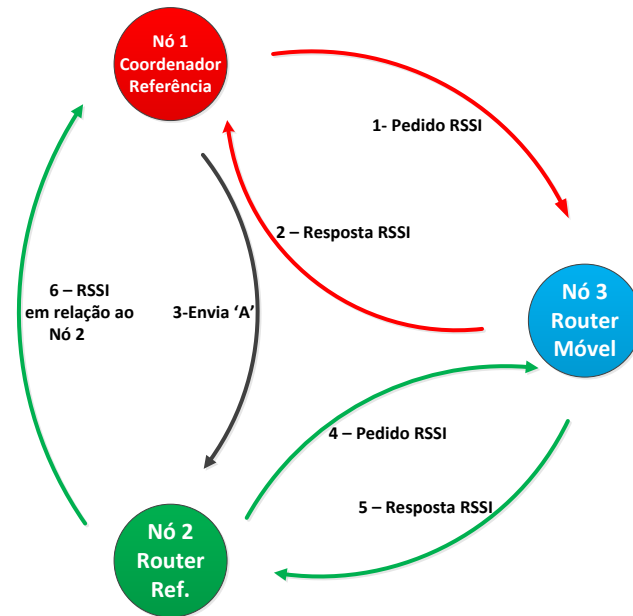 Nó 1
Coordenador
Referência
1- Pedido RSSI
2 – Resposta RSSI
6 – RSSI
em relação ao
Nó 2
3-Envia ‘A’
Nó 3
Router
Móvel
4 – Pedido RSSI
5 – Resposta RSSI
Nó 2
Router
Ref.